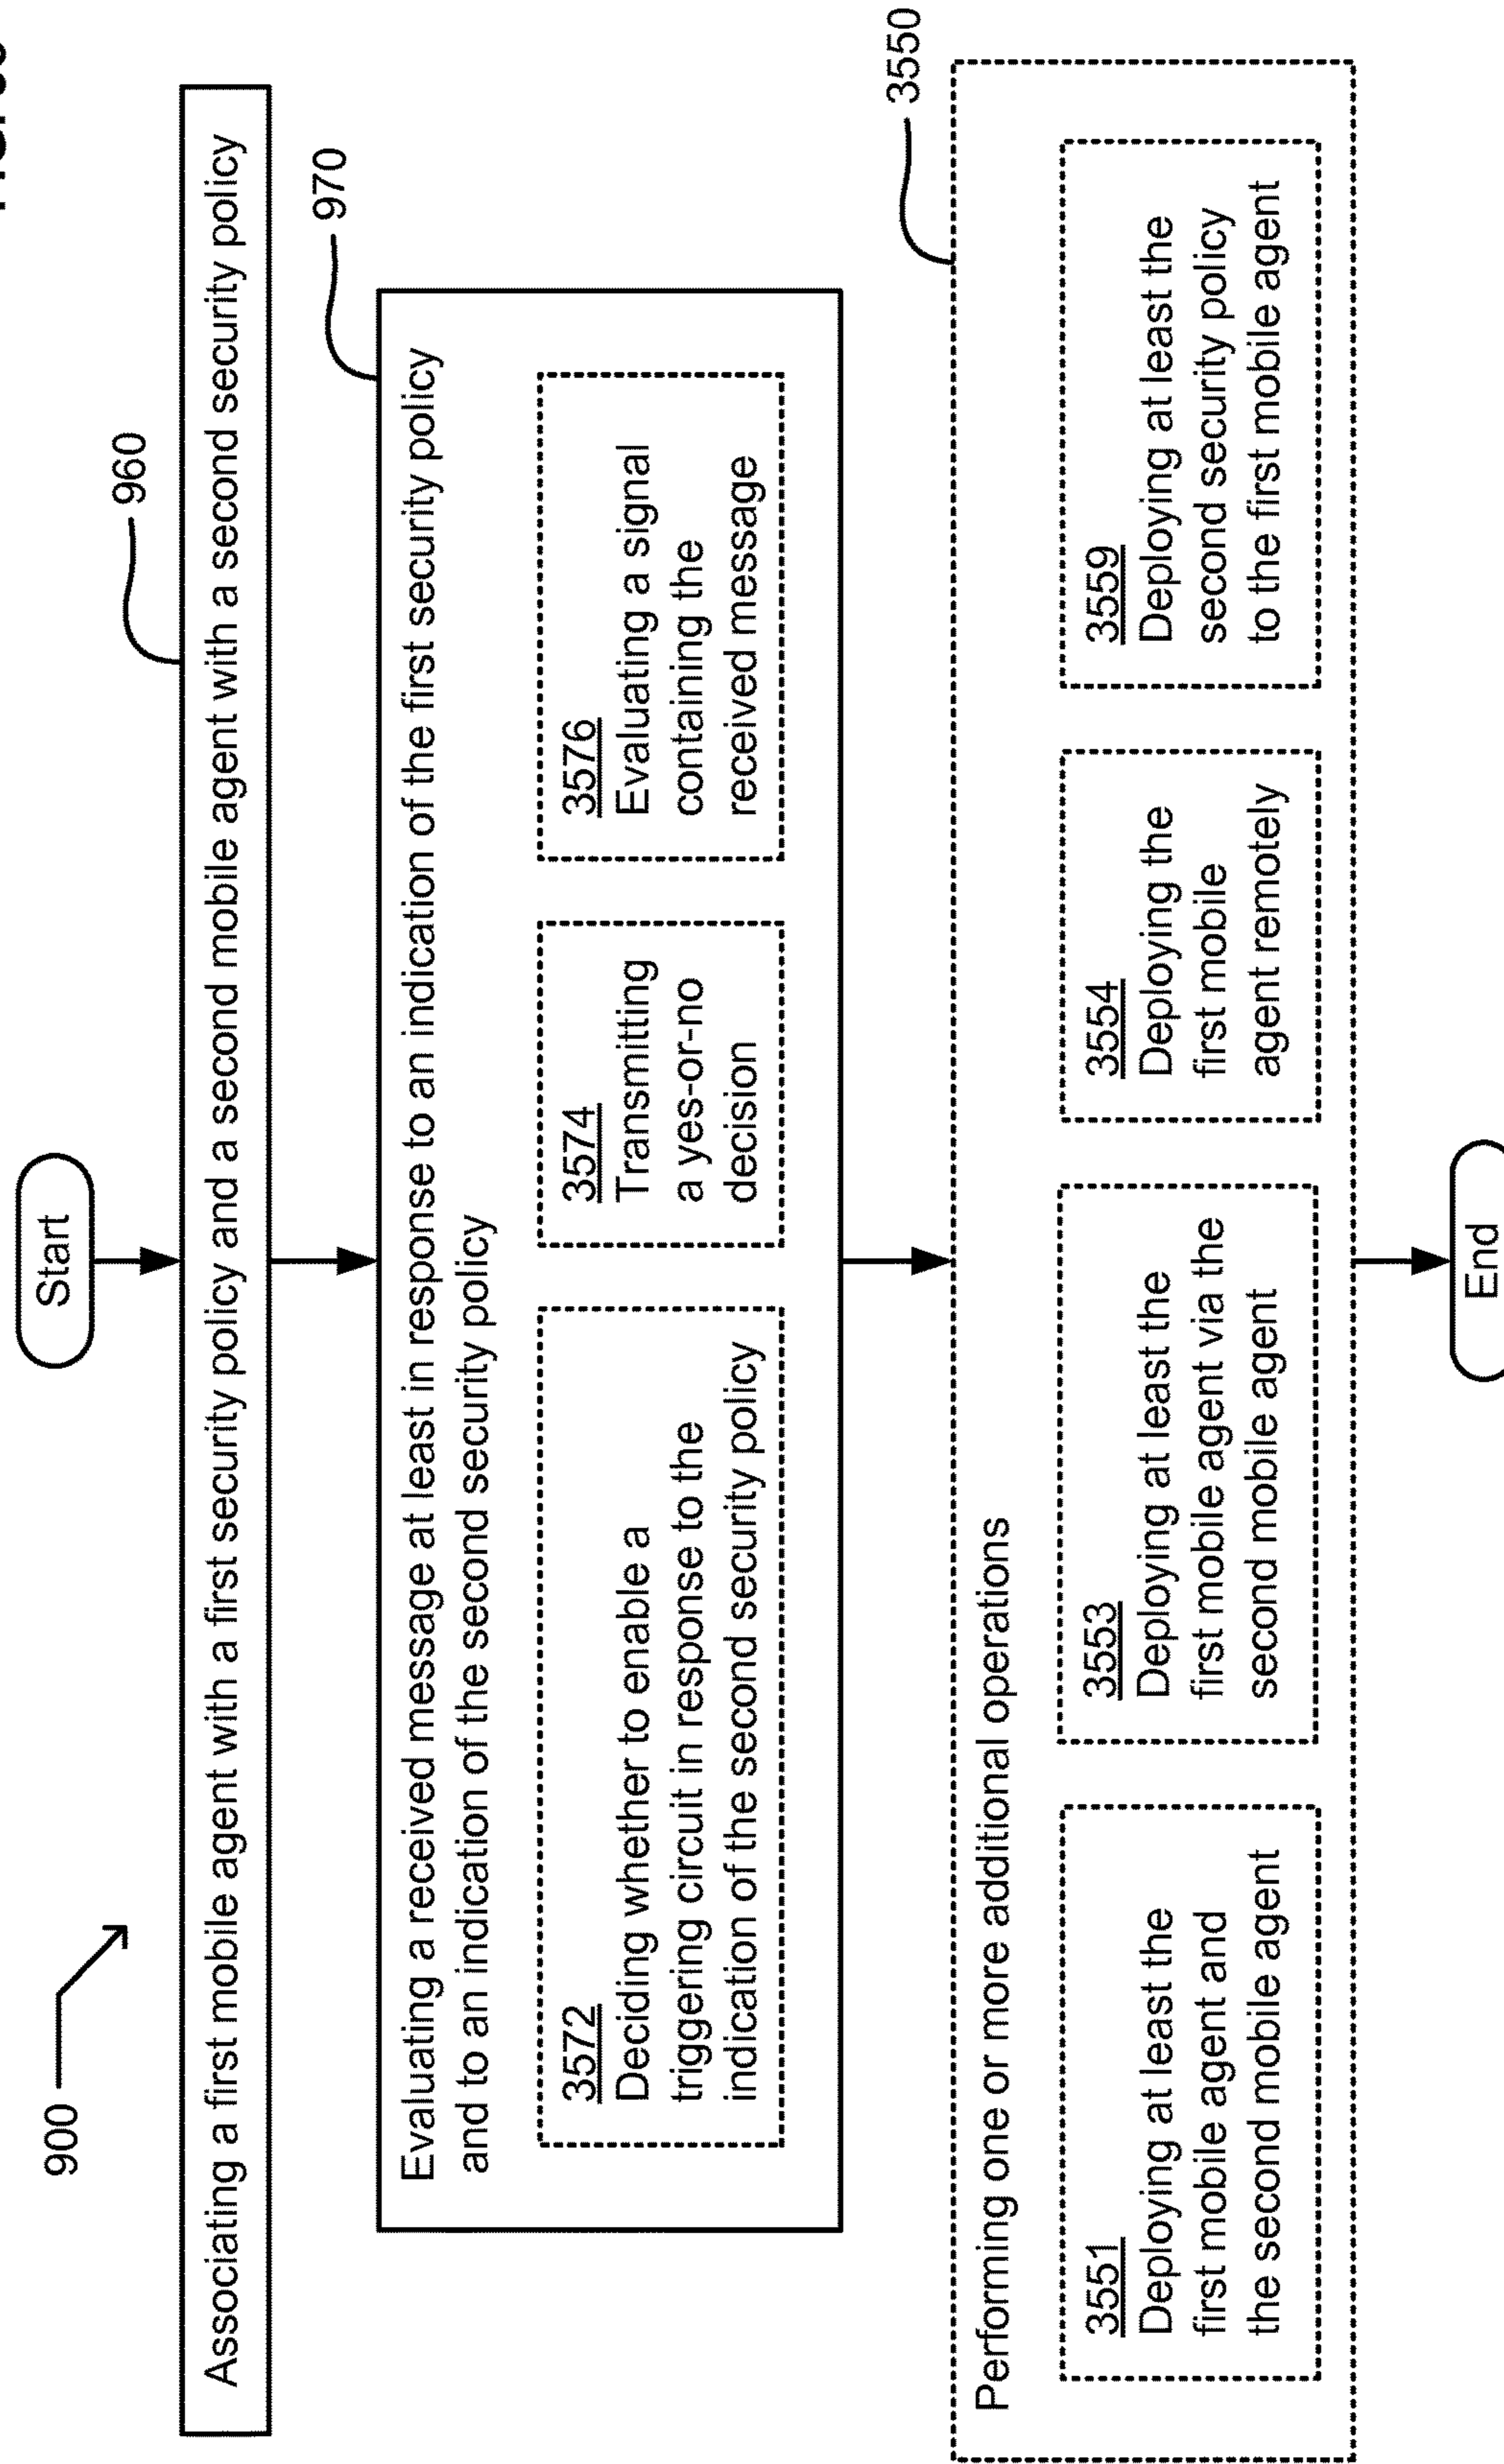 900
Start
960
Associating a first mobile agent with a first security policy and a second mobile agent with a second security policy
970
Evaluating a received message at least in response to an indication of the first security policy
and to an indication of the second security policy
3572
Deciding whether to enable a
triggering circuit in response to the
indication of the second security policy
3574
Transmitting
a yes-or-no
decision
3576
Evaluating a signal
containing the
received message
3550
Performing one or more additional operations
3551
Deploying at least the
first mobile agent and
the second mobile agent
3553
Deploying at least the
first mobile agent via the
second mobile agent
3554
Deploying the
first mobile
agent remotely
3559
Deploying at least the
second security policy
to the first mobile agent
End